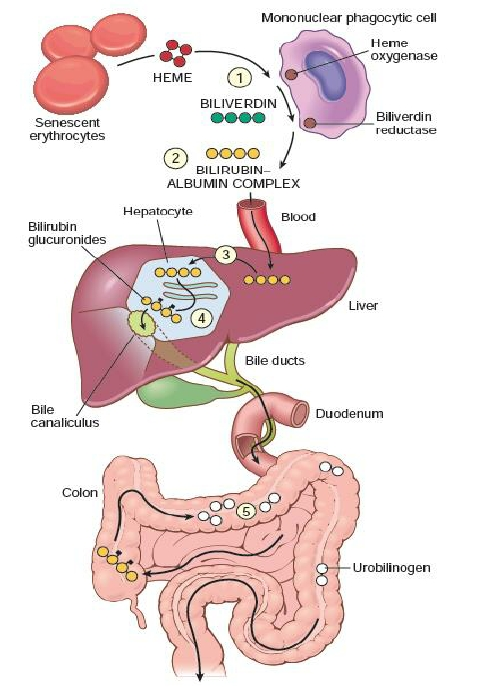 Mononuclear phagocytic cell
Heme
oxygenase
HEME
1
BILIVERDIN
Senescent
erythrocytes
Biliverdin
reductase
2
BILIRUBIN–
ALBUMIN COMPLEX
Hepatocyte
Blood
Bilirubin
glucuronides
3
Liver
4
Bile ducts
Bile
canaliculus
Duodenum
Colon
5
Urobilinogen